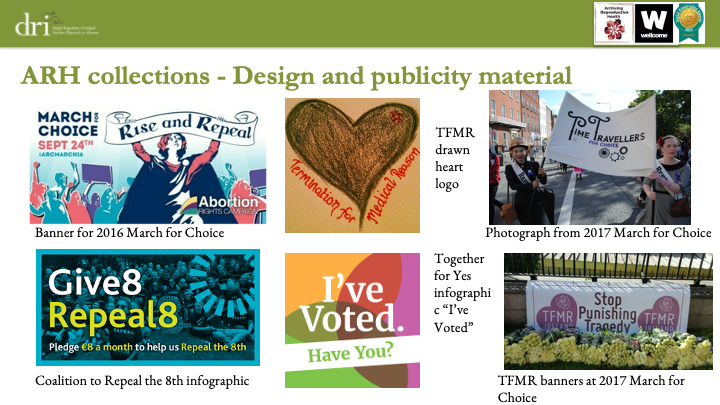 dri
Digital Repository of Ireland
Archiving
Reproductive
Health
W
wellcome
ARH collections - Design and publicity material
MARCH FOR
CHOICE
SEPT 24TH
#ARCMARCH16
RISE and REPEAL
Abortion
RIGHTS CAMPAIGN
Banner for 2016 March for Choice
Termination for
Medical Reason
TFMR
drawn
heart
logo
TIME TRAVELLERS
FOR CHOICE
Photograph from 2017 March for Choice
Give8
Repeal8
Pledge €8 a month to help us Repeal the 8th
Coalition to Repeal the 8th infographic
I've
Voted.
Have You?
Together
for Yes
infographi
c “I’ve
Voted”
Stop
Punishing
Tragedy
TFMR
IRELAND
TFMR
IRELAND
TFMR banners at 2017 March for
Choice